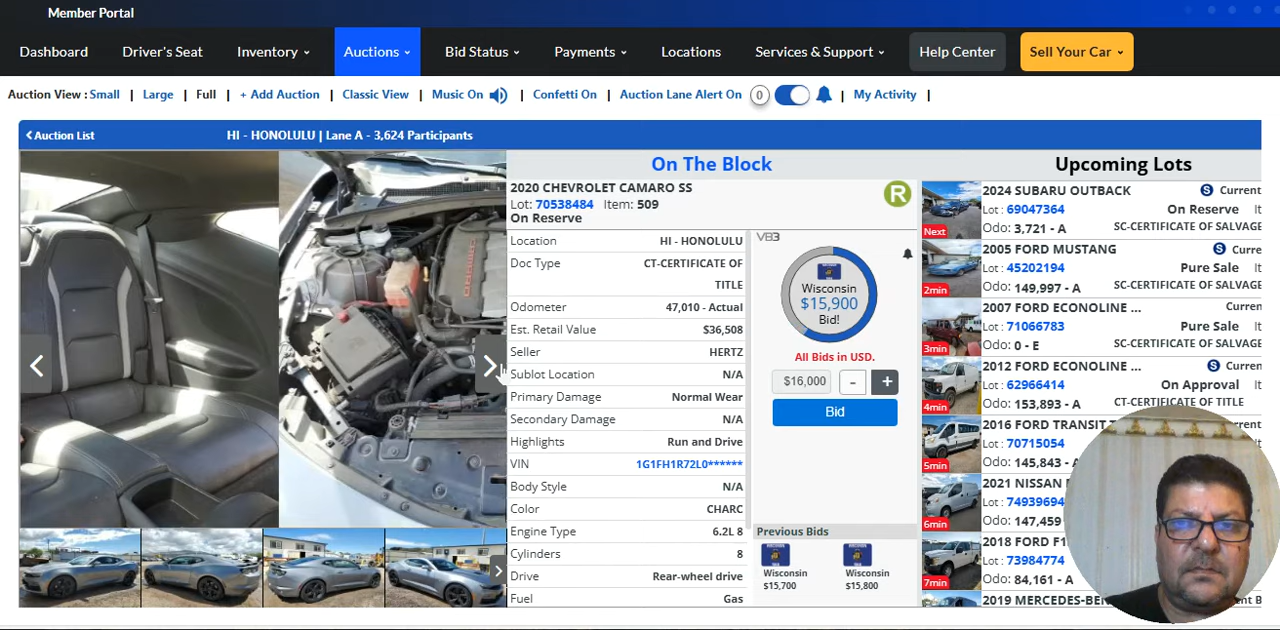 Member Portal
Dashboard Driver's Seat Inventory Auctions Bid Status Payments Locations Services & Support Help Center Sell Your Car
Auction View : Small | Large | Full | + Add Auction | Classic View | Music On | Confetti On | Auction Lane Alert On 0 | My Activity |
Auction List HI - HONOLULU | Lane A - 3,624 Participants
On The Block
2020 CHEVROLET CAMARO SS
Lot: 70538484 Item: 509
On Reserve
R
Location HI - HONOLULU
Doc Type CT-CERTIFICATE OF
TITLE
Odometer 47,010 - Actual
Est. Retail Value $36,508
Seller HERTZ
Sublot Location N/A
Primary Damage Normal Wear
Secondary Damage N/A
Highlights Run and Drive
VIN 1G1FH1R72L0******
Body Style N/A
Color CHARC
Engine Type 6.2L 8
Cylinders 8
Drive Rear-wheel drive
Fuel Gas
VB3
Wisconsin
$15,900
Bid!
All Bids in USD.
$16,000 - +
Bid
Previous Bids
Wisconsin Wisconsin
$15,700 $15,800
Upcoming Lots
2024 SUBARU OUTBACK S Current
Lot : 69047364 On Reserve It
Next Odo: 3,721 - A SC-CERTIFICATE OF SALVAGE
2005 FORD MUSTANG S Curre
Lot : 45202194 Pure Sale It
2min Odo: 149,997 - A SC-CERTIFICATE OF SALVAGE
2007 FORD ECONOLINE ... Curren
Lot : 71066783 Pure Sale It
3min Odo: 0 - E SC-CERTIFICATE OF SALVAGE
2012 FORD ECONOLINE ... S Curren
Lot : 62966414 On Approval It
4min Odo: 153,893 - A CT-CERTIFICATE OF TITLE
2016 FORD TRANSIT T rent
Lot : 70715054
5min Odo: 145,843 - A
2021 NISSAN
Lot : 74939694
6min Odo: 147,459
2018 FORD F1
Lot : 73984774
7min Odo: 84,161 - A
2019 MERCEDES-BEN nt B